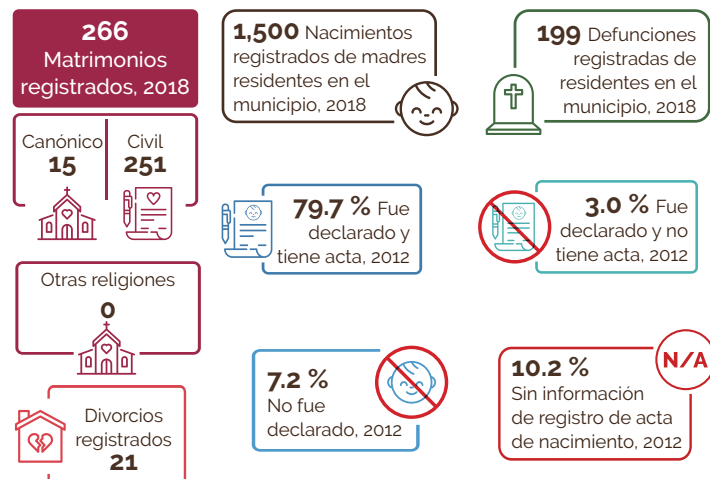 266
Matrimonios
registrados, 2018
Canónico
15
Civil
251
Otras religiones
0
Divorcios
registrados
21
1,500 Nacimientos
registrados de madres
residentes en el
municipio, 2018
199 Defunciones
registradas de
residentes en el
municipio, 2018
79.7 % Fue
declarado y
tiene acta, 2012
3.0 % Fue
declarado y no
tiene acta, 2012
7.2 %
No fue
declarado, 2012
N/A
10.2 %
Sin información
de registro de acta
de nacimiento, 2012